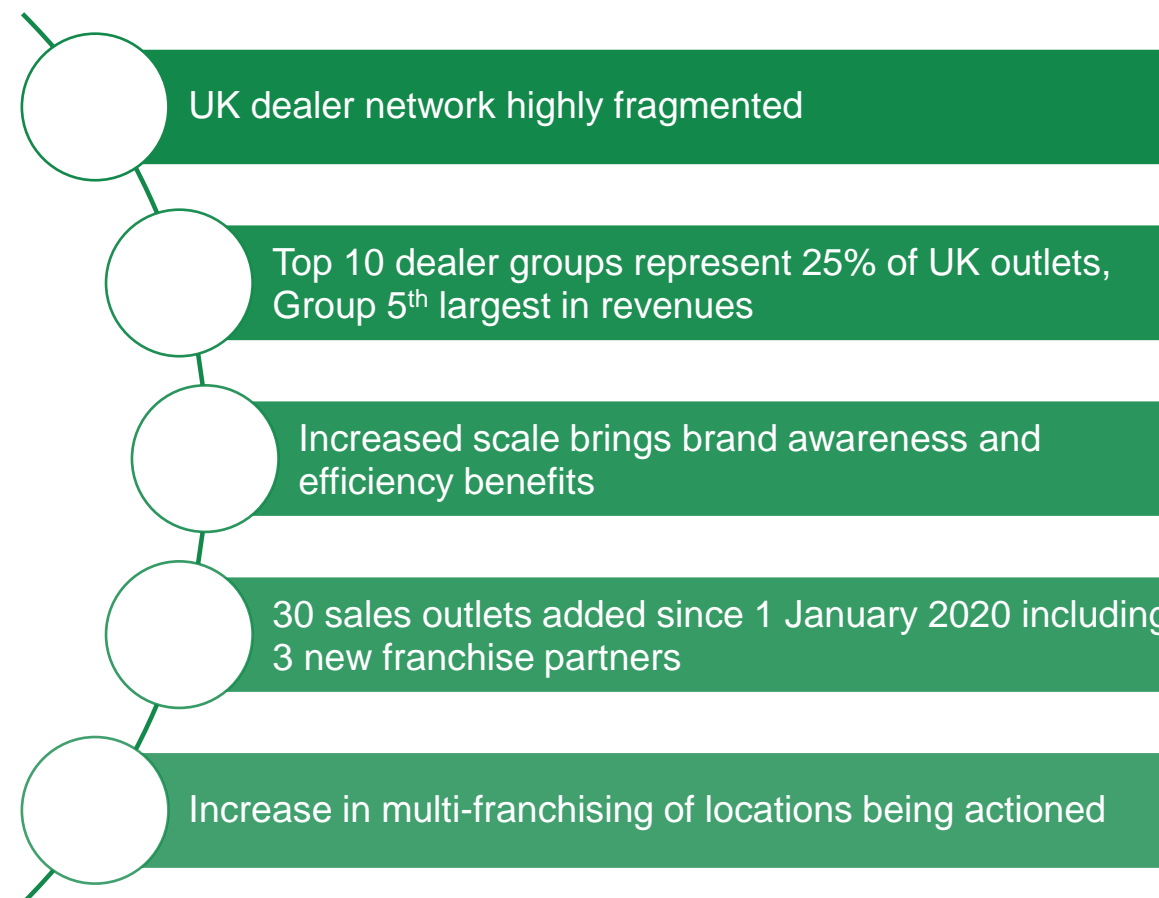 UK dealer network highly fragmented
Top 10 dealer groups represent 25% of UK outlets,
Group 5th largest in revenues
Increased scale brings brand awareness and
efficiency benefits
30 sales outlets added since 1 January 2020 including
3 new franchise partners
Increase in multi-franchising of locations being actioned